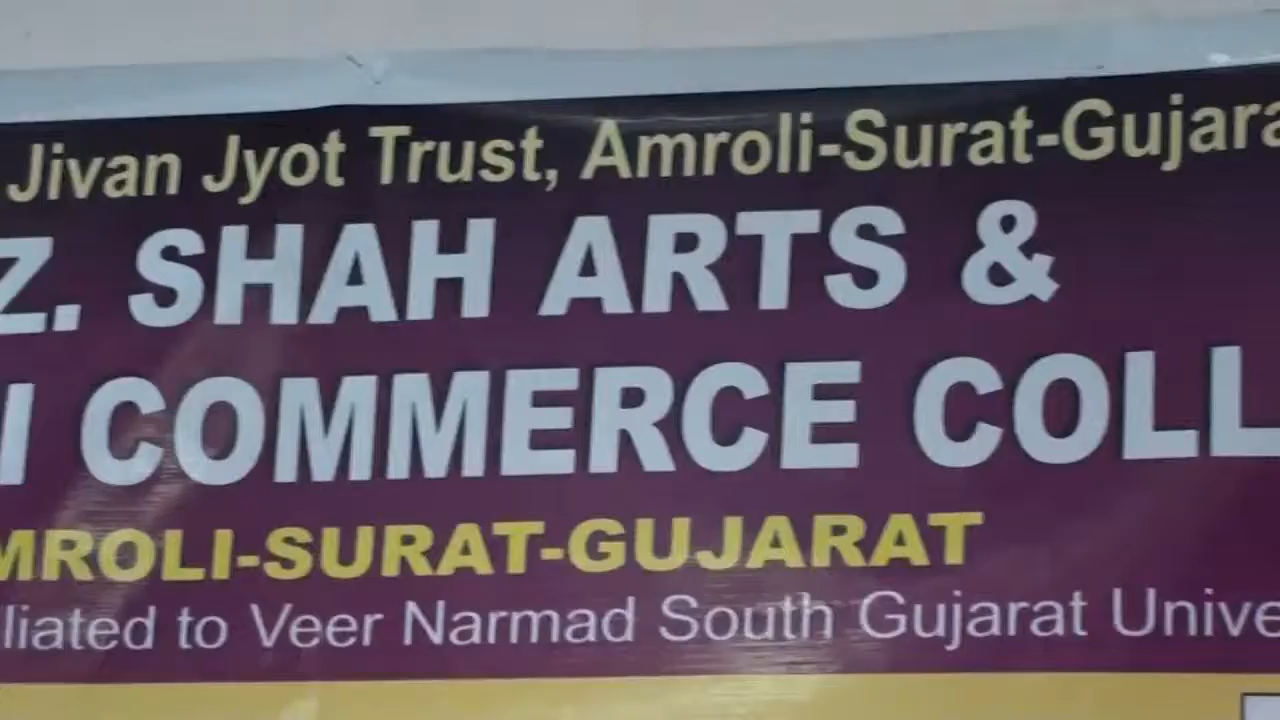 Jivan Jyot Trust, Amroli-Surat-Gujara
Z. SHAH ARTS &
I COMMERCE COLL
MROLI-SURAT-GUJARAT
liated to Veer Narmad South Gujarat Unive